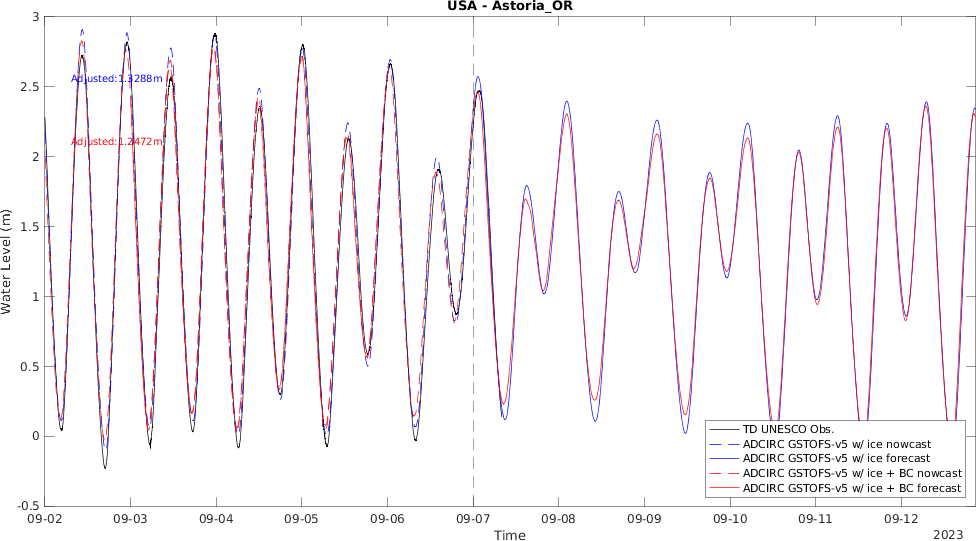 USA - Astoria_OR
3
2.5
2
1.5
1
0.5
0
-0.5
Water Level (m)
Adjusted:1.3288m
Adjusted:1.2472m
TD UNESCO Obs.
ADCIRC GSTOFS-v5 w/ ice nowcast
ADCIRC GSTOFS-v5 w/ ice forecast
ADCIRC GSTOFS-v5 w/ ice + BC nowcast
ADCIRC GSTOFS-v5 w/ ice + BC forecast
09-02 09-03 09-04 09-05 09-06 09-07 09-08 09-09 09-10 09-11 09-12
Time
2023